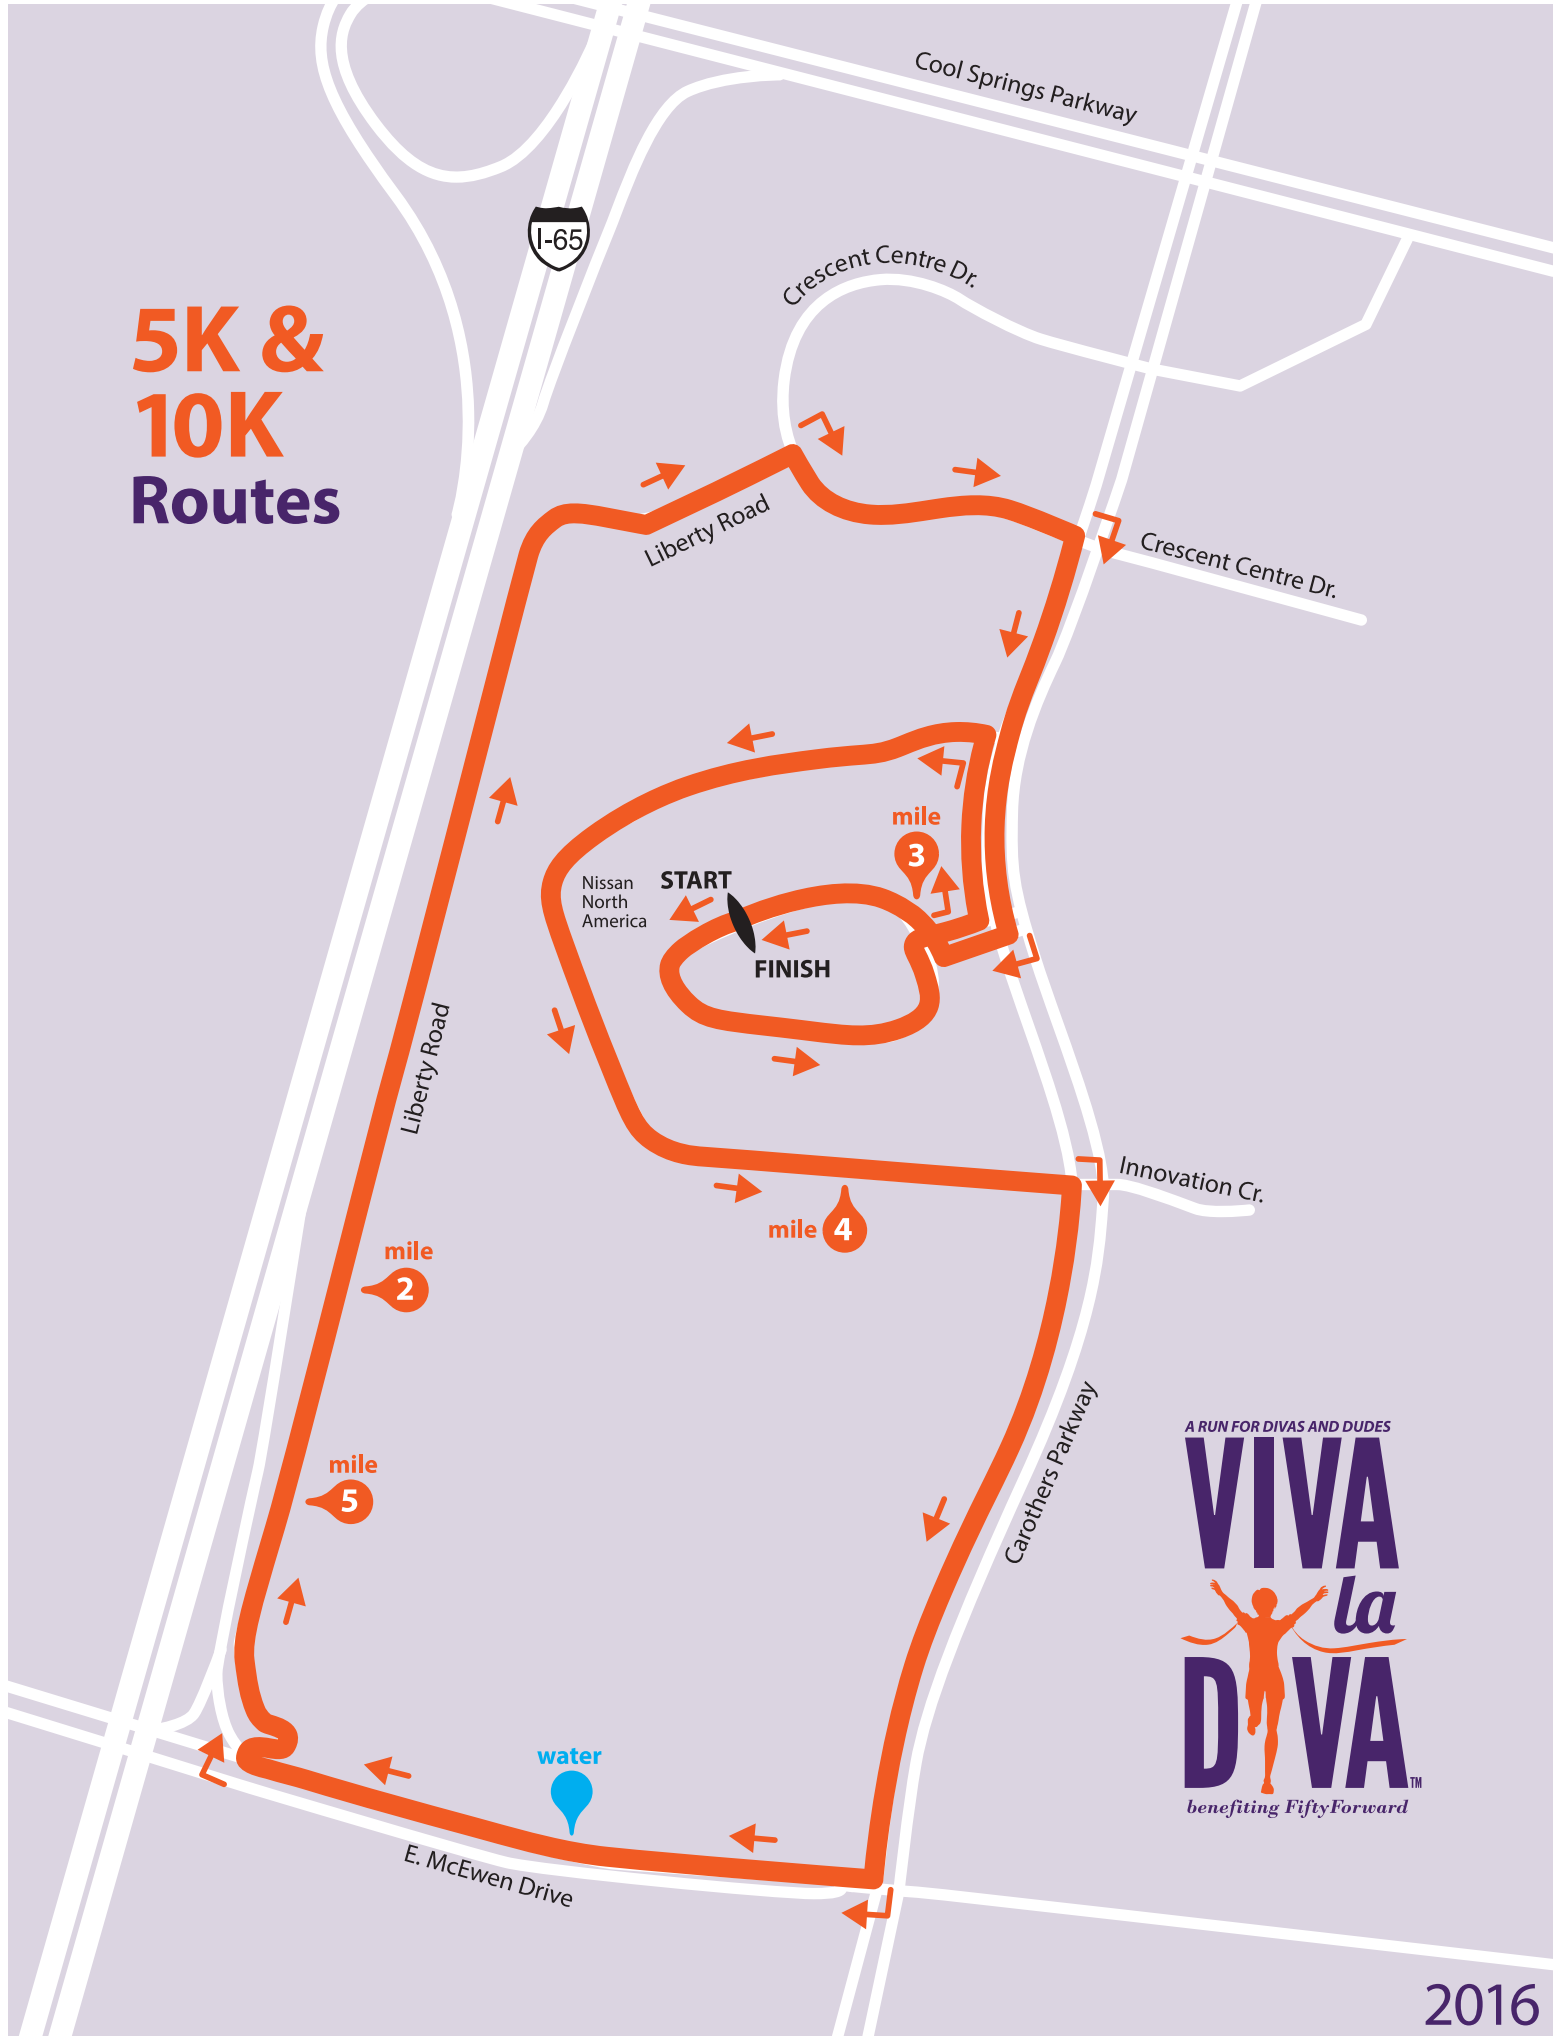 Cool Springs Parkway
I-65
Crescent Centre Dr.
5K &
10K
Routes
Liberty Road
Crescent Centre Dr.
mile
3
START
Nissan
North
America
FINISH
Liberty Road
Innovation Cr.
mile 4
mile
2
Carothers Parkway
mile
5
A RUN FOR DIVAS AND DUDES
VIVA
la
DIVA™
benefiting FiftyForward
water
E. McEwen Drive
2016